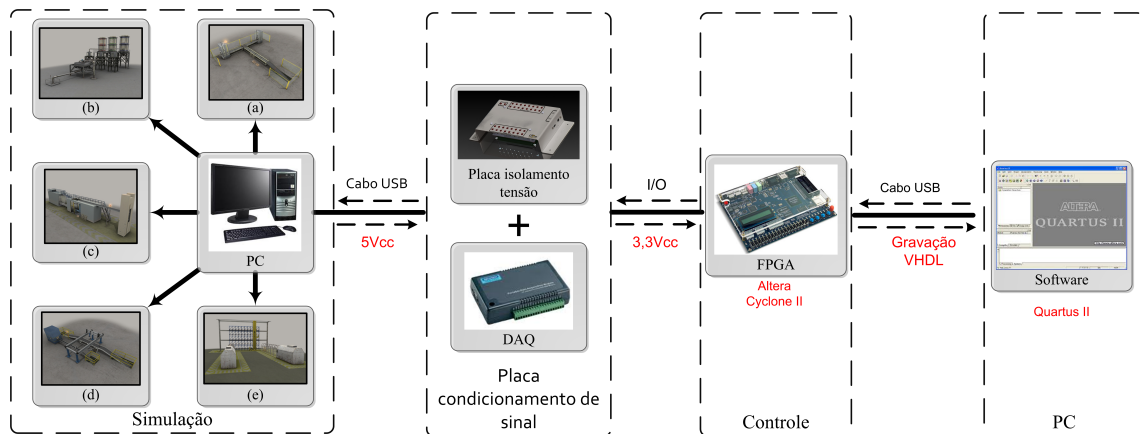 (b)
(a)
(c)
PC
(d)
(e)
Simulação
Cabo USB
5Vcc
Placa isolamento
tensão
+
DAQ
Placa
condicionamento de
sinal
I/O
3,3Vcc
FPGA
Altera
Cyclone II
Controle
Cabo USB
Gravação
VHDL
ALTERA
QUARTUS II
Software
Quartus II
PC